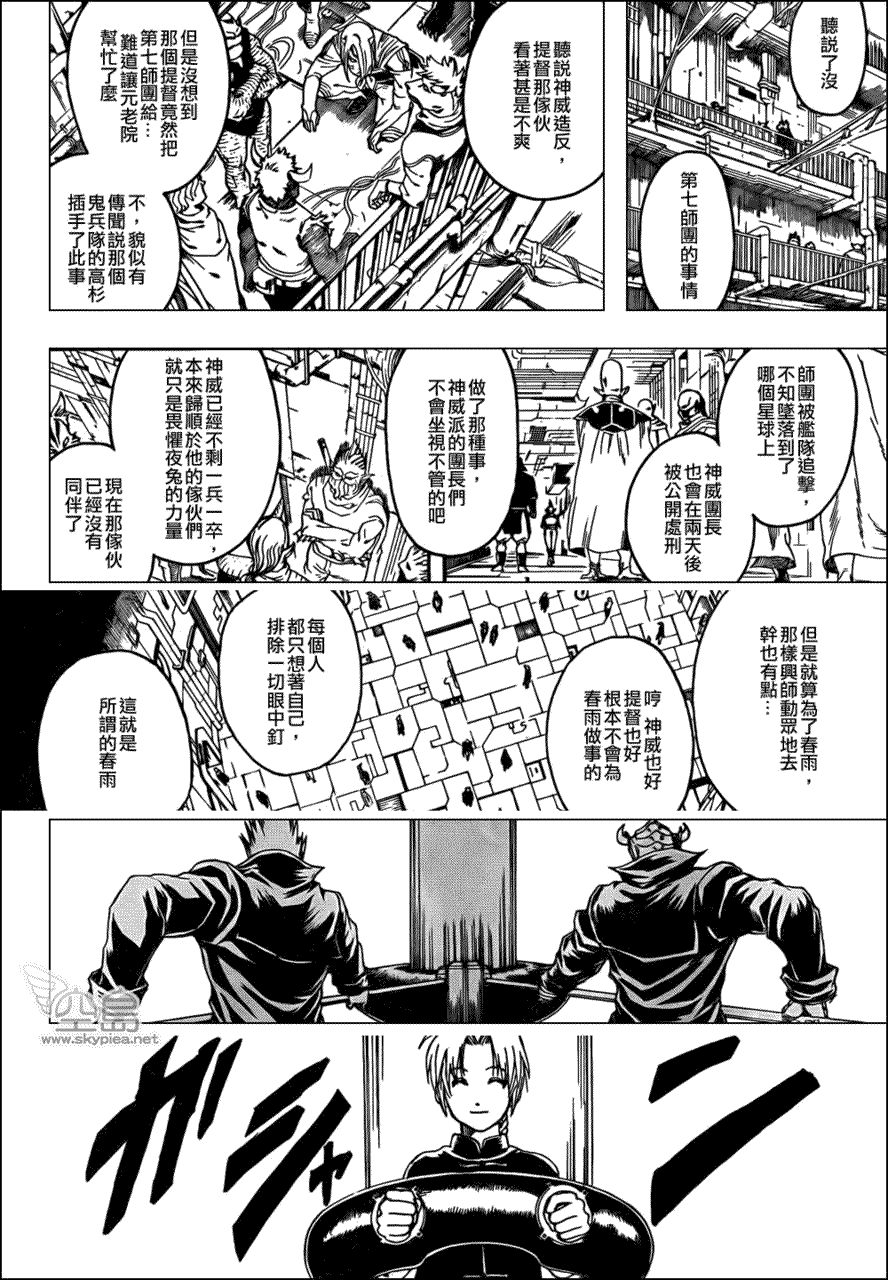 聽說了沒
第七師團的事情
聽說神威造反，
提督那傢伙
看著甚是不爽
但是沒想到
那個提督竟然把
第七師團給…
難道讓元老院
幫忙了麼
不，貌似有
傳聞說那個
鬼兵隊的高杉
插手了此事
師團被艦隊追擊，
不知墜落到了
哪個星球上
神威團長
也會在兩天後
被公開處刑
做了那種事，
神威派的團長們
不會坐視不管的吧
神威已經不剩一兵一卒，
本來歸順於他的傢伙們
就只是畏懼夜兔的力量
現在那傢伙
已經沒有
同伴了
但是就算為了春雨，
那樣興師動眾地去
幹也有點…
哼 神威也好
提督也好
根本不會為
春雨做事的
每個人
都只想著自己，
排除一切眼中釘
這就是
所謂的春雨
空島
www.skypiea.net
ガシャン